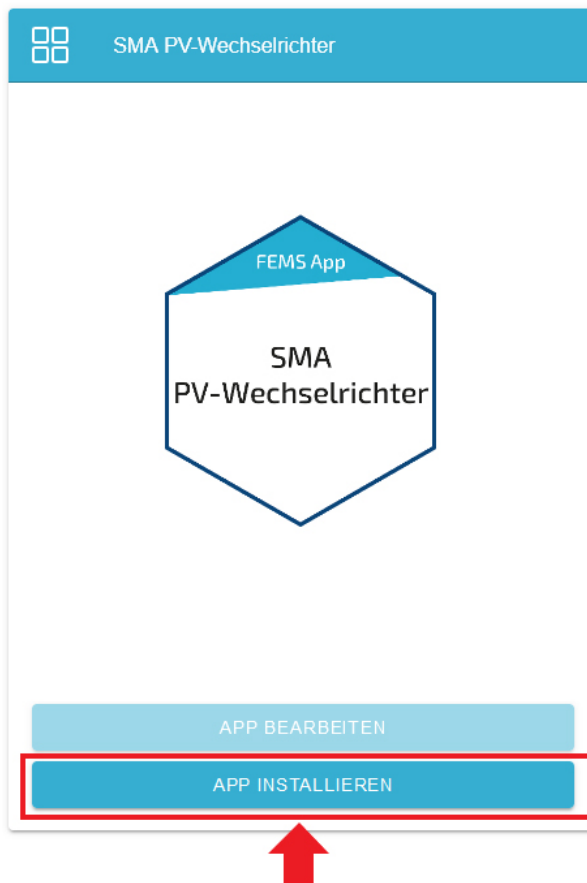 SMA PV-Wechselrichter
FEMS App
SMA
PV-Wechselrichter
APP BEARBEITEN
APP INSTALLIEREN